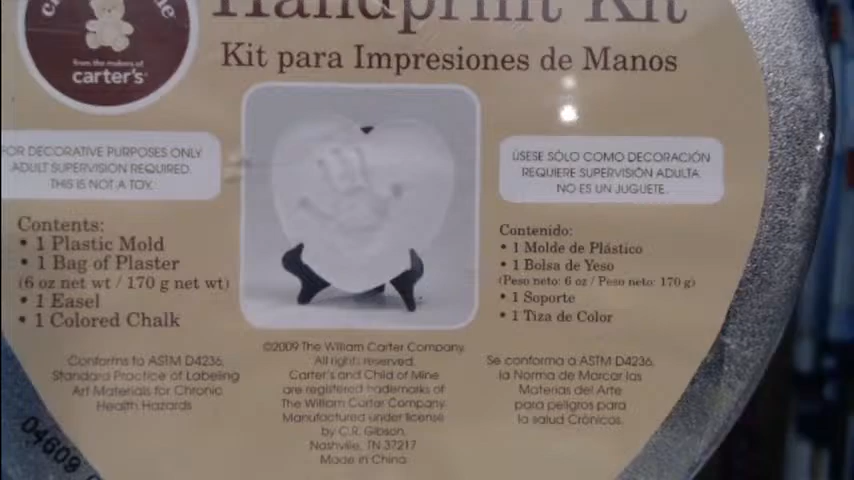 Handprint Kit
Kit para Impresiones de Manos
from the makers of
carter's
FOR DECORATIVE PURPOSES ONLY
ADULT SUPERVISION REQUIRED.
THIS IS NOT A TOY.
ÚSESE SÓLO COMO DECORACIÓN
REQUIERE SUPERVISIÓN ADULTA
NO ES UN JUGUETE.
Contents:
• 1 Plastic Mold
• 1 Bag of Plaster
(6 oz net wt / 170 g net wt)
• 1 Easel
• 1 Colored Chalk
Contenido:
• 1 Molde de Plástico
• 1 Bolsa de Yeso
(Peso neto: 6 oz / Peso neto: 170 g)
• 1 Soporte
• 1 Tiza de Color
Conforms to ASTM D4236,
Standard Practice of Labeling
Art Materials for Chronic
Health Hazards
©2009 The William Carter Company.
All rights reserved.
Carter's and Child of Mine
are registered trademarks of
The William Carter Company.
Manufactured under license
by C.R. Gibson,
Nashville, TN 37217
Made in China.
Se conforma a ASTM D4236,
la Norma de Marcar las
Materias del Arte
para peligros para
la salud Crónicos.
04609